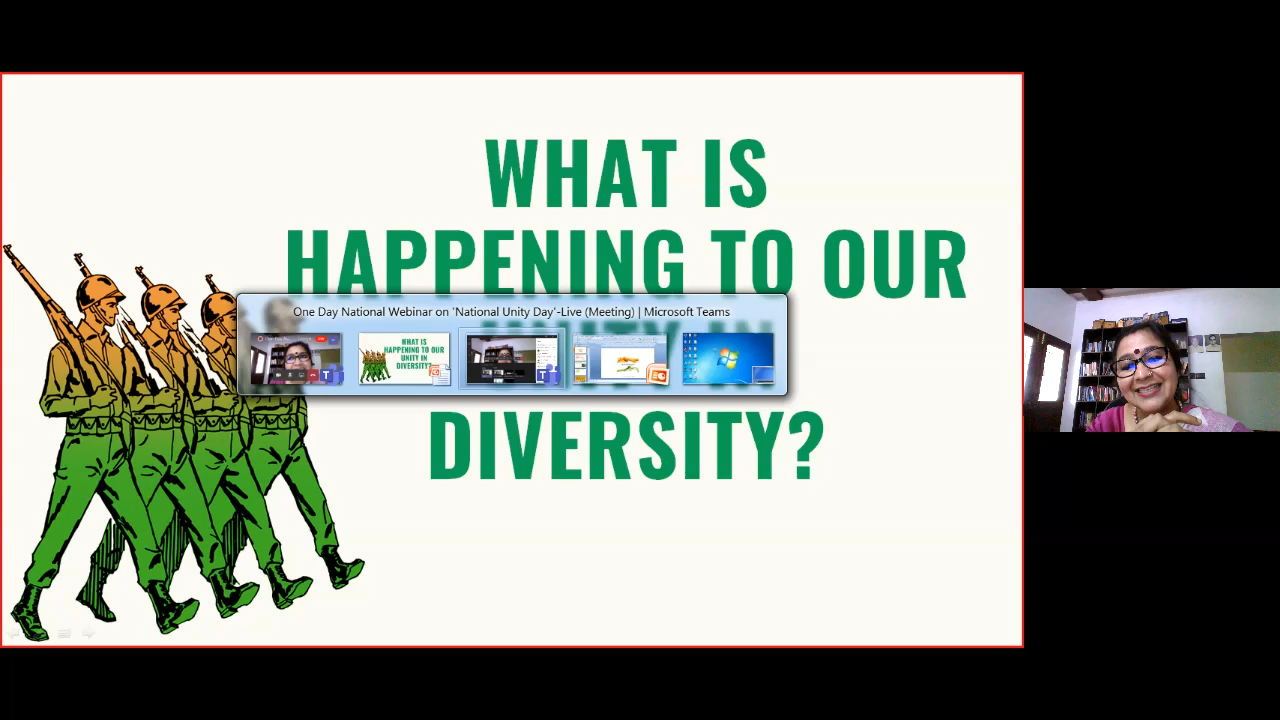 WHAT IS
HAPPENING TO OUR
One Day National Webinar on 'National Unity Day'-Live (Meeting) | Microsoft Teams
WHAT IS
HAPPENING TO OUR
UNITY IN
DIVERSITY?
DIVERSITY?